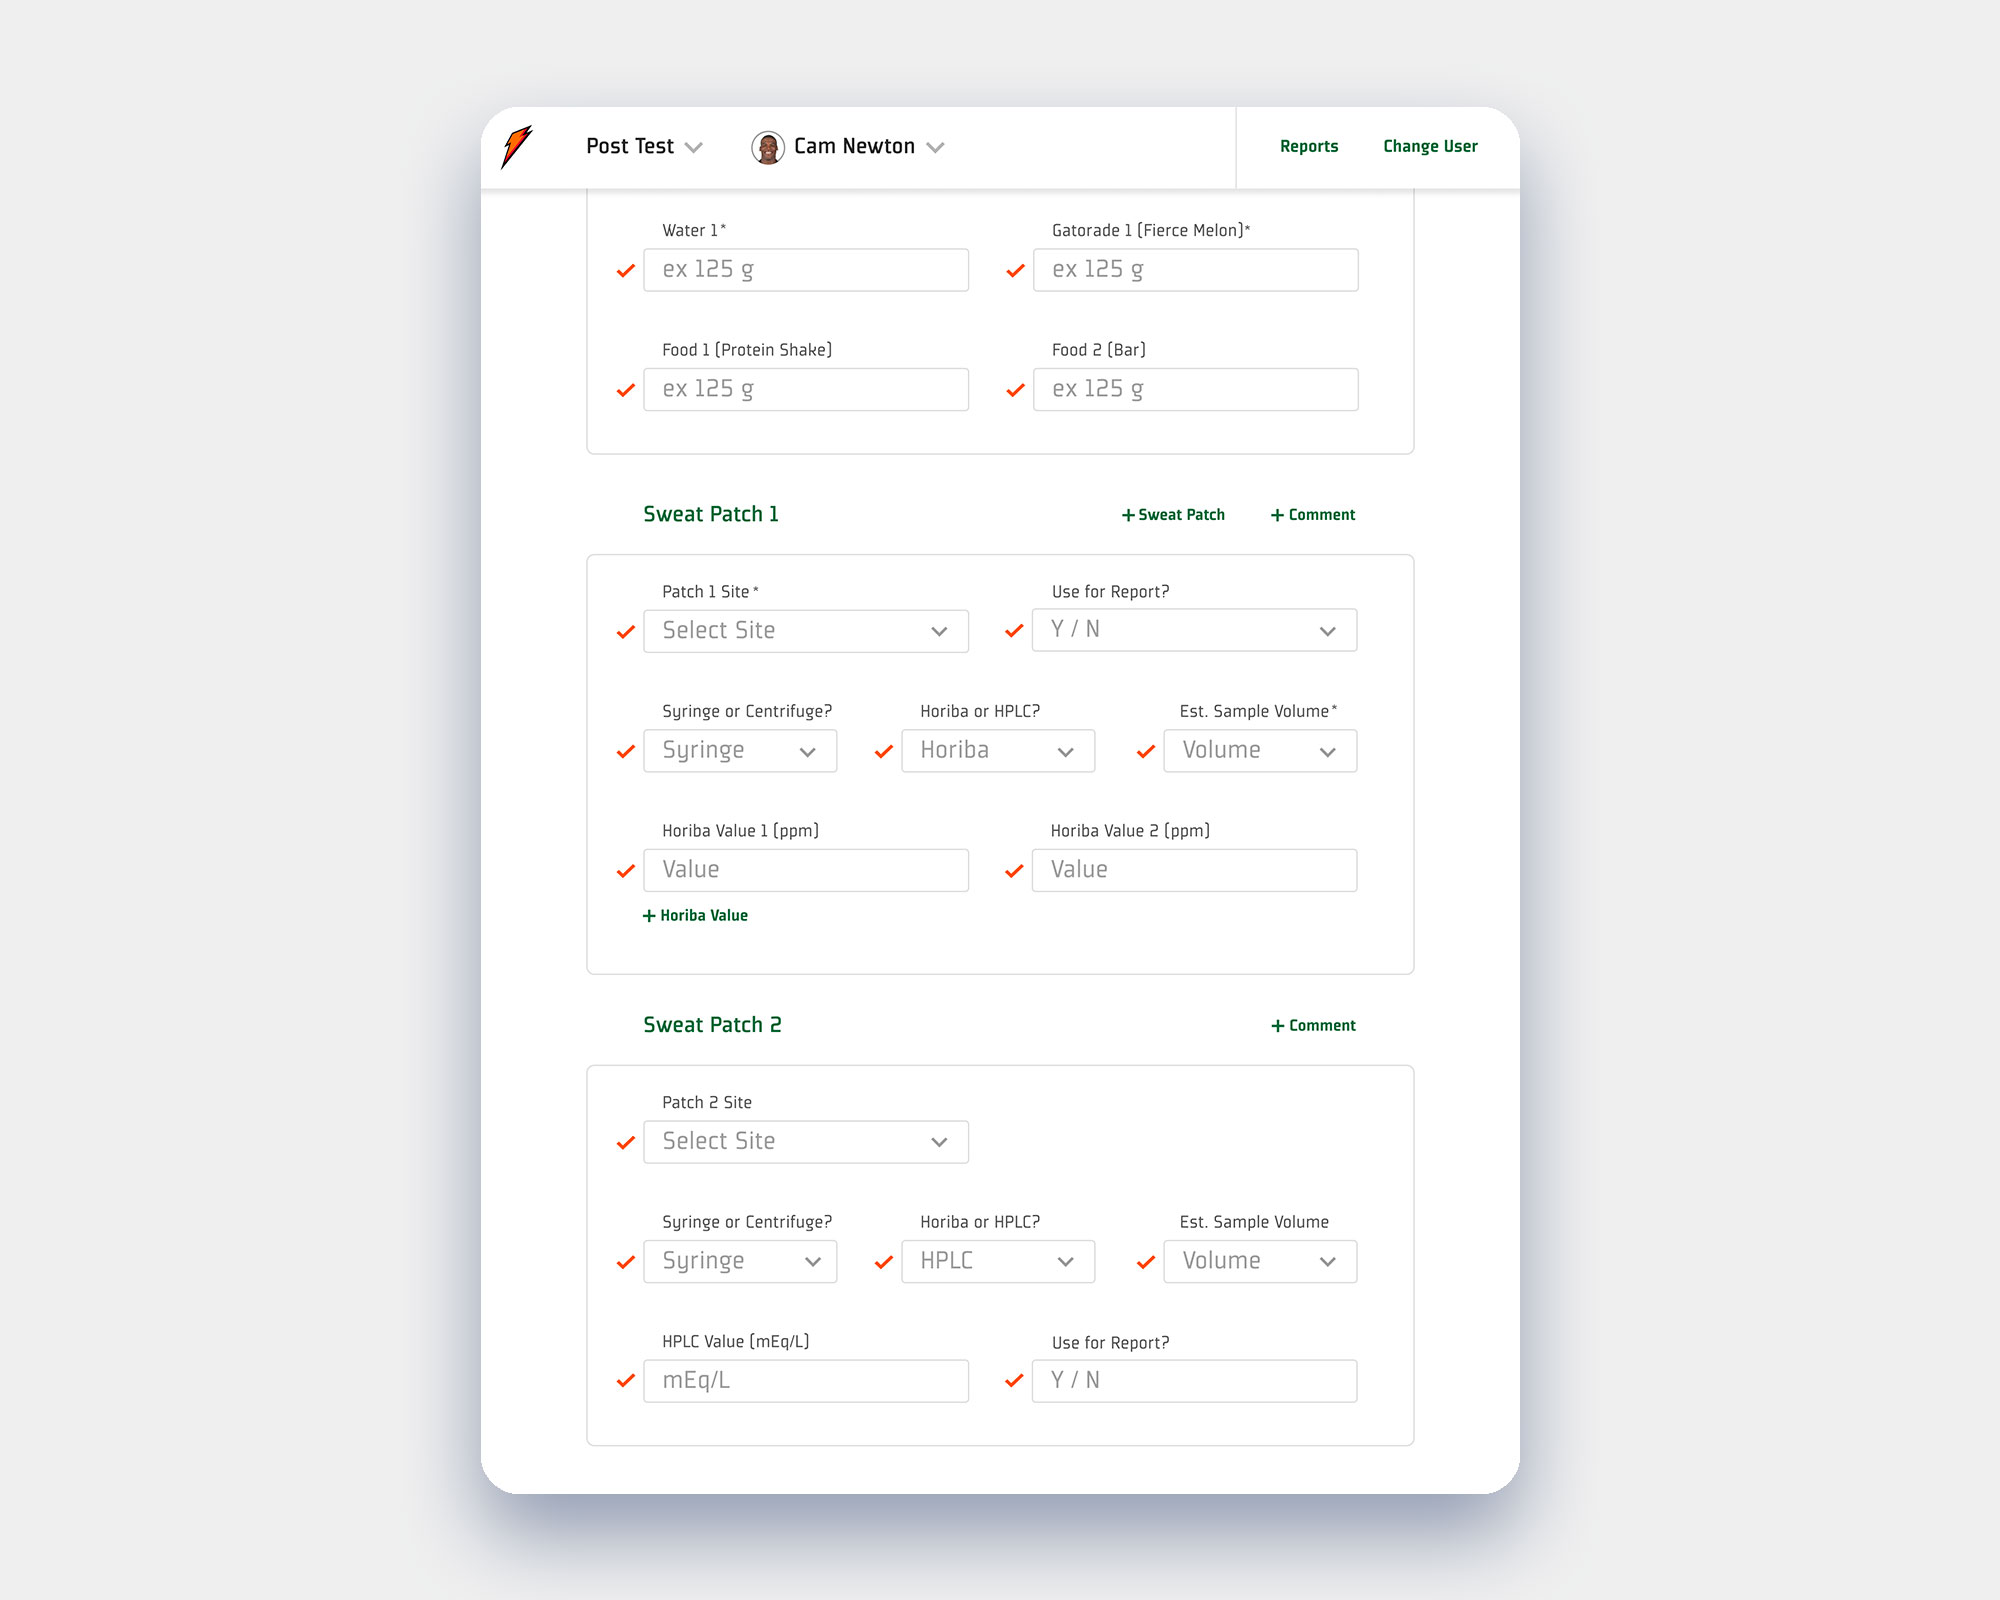 Post Test Cam Newton Reports Change User
Water 1* Gatorade 1 (Fierce Melon)*
ex 125 g ex 125 g
Food 1 (Protein Shake) Food 2 (Bar)
ex 125 g ex 125 g
Sweat Patch 1 + Sweat Patch + Comment
Patch 1 Site* Use for Report?
Select Site Y / N
Syringe or Centrifuge? Horiba or HPLC? Est. Sample Volume*
Syringe Horiba Volume
Horiba Value 1 (ppm) Horiba Value 2 (ppm)
Value Value
+ Horiba Value
Sweat Patch 2 + Comment
Patch 2 Site
Select Site
Syringe or Centrifuge? Horiba or HPLC? Est. Sample Volume
Syringe HPLC Volume
HPLC Value (mEq/L) Use for Report?
mEq/L Y / N